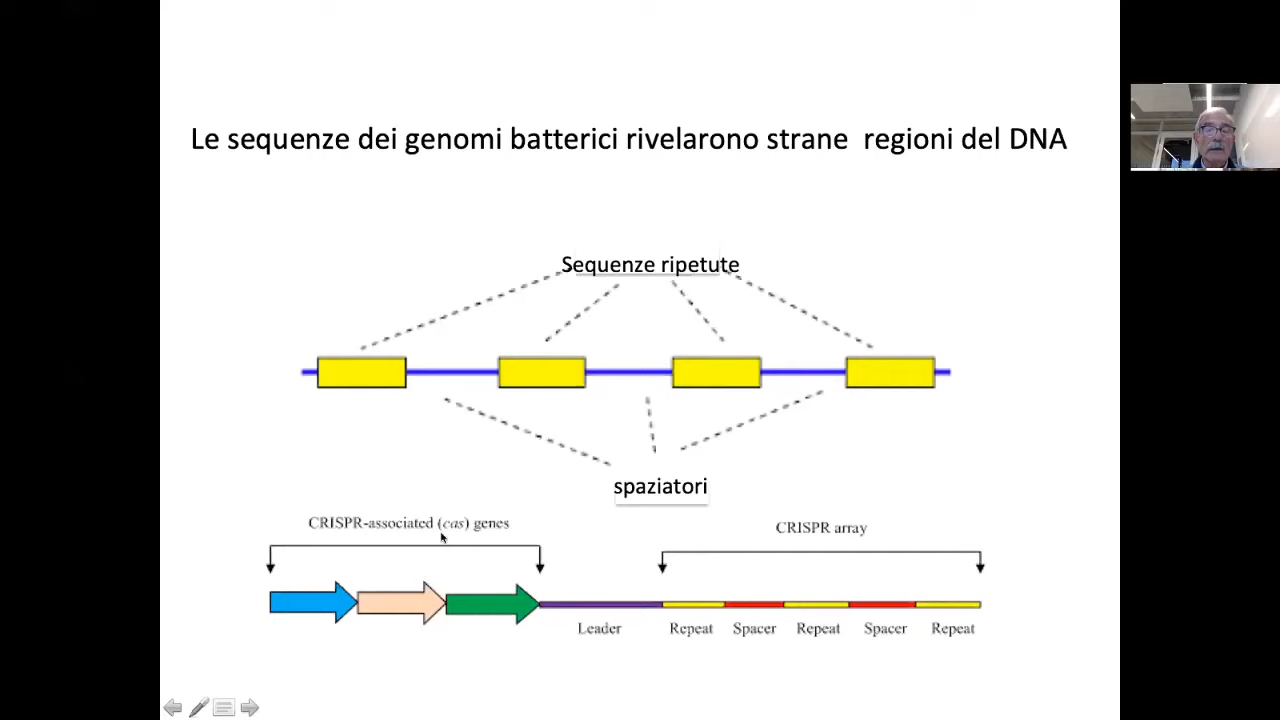 Le sequenze dei genomi batterici rivelarono strane regioni del DNA
Sequenze ripetute
spaziatori
CRISPR-associated (cas) genes
CRISPR array
Leader
Repeat
Spacer
Repeat
Spacer
Repeat